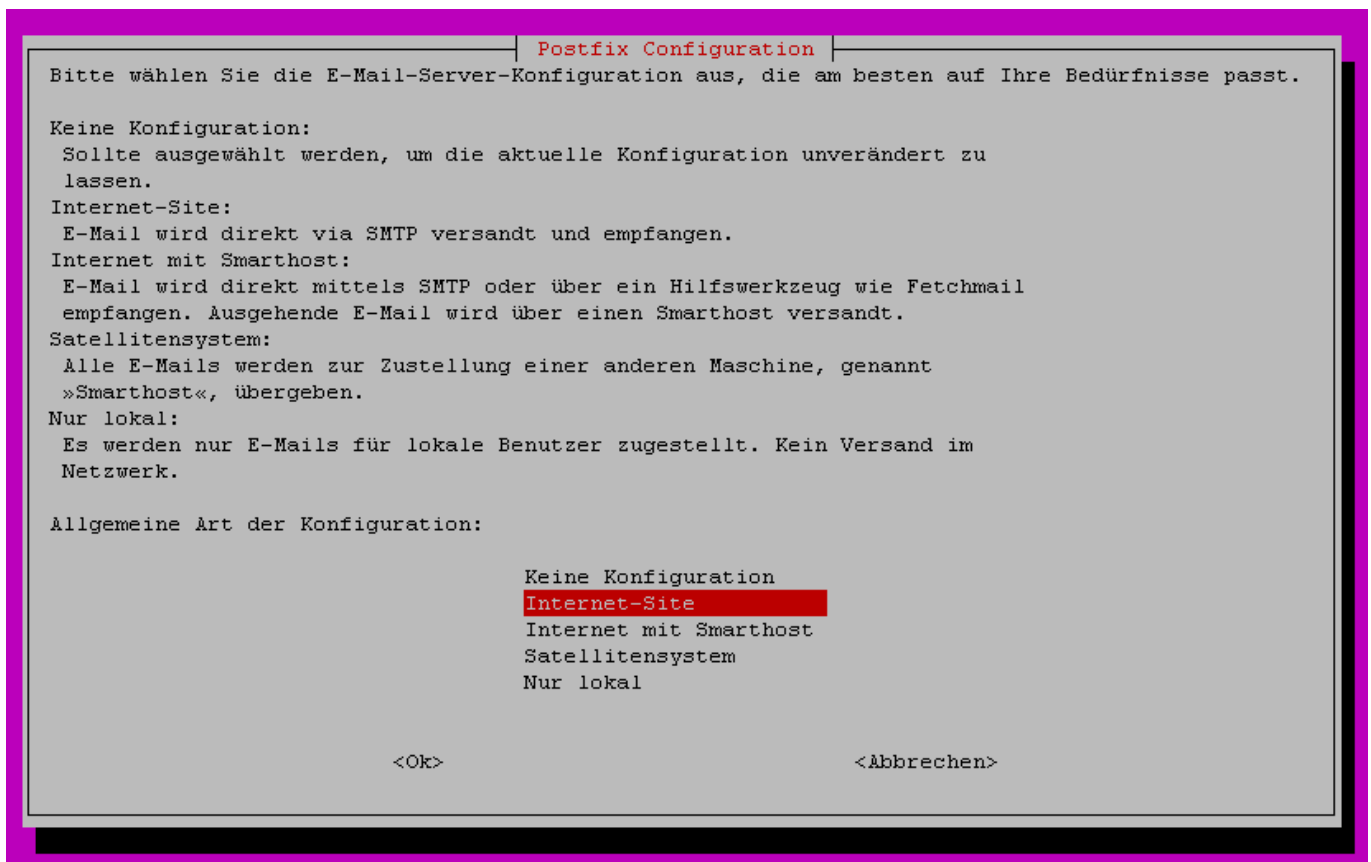 Postfix Configuration
Bitte wählen Sie die E-Mail-Server-Konfiguration aus, die am besten auf Ihre Bedürfnisse passt.
Keine Konfiguration:
Sollte ausgewählt werden, um die aktuelle Konfiguration unverändert zu
lassen.
Internet-Site:
E-Mail wird direkt via SMTP versandt und empfangen.
Internet mit Smarthost:
E-Mail wird direkt mittels SMTP oder über ein Hilfswerkzeug wie Fetchmail
empfangen. Ausgehende E-Mail wird über einen Smarthost versandt.
Satellitensystem:
Alle E-Mails werden zur Zustellung einer anderen Maschine, genannt
»Smarthost«, übergeben.
Nur lokal:
Es werden nur E-Mails für lokale Benutzer zugestellt. Kein Versand im
Netzwerk.
Allgemeine Art der Konfiguration:
Keine Konfiguration
Internet-Site
Internet mit Smarthost
Satellitensystem
Nur lokal
<Ok> <Abbrechen>